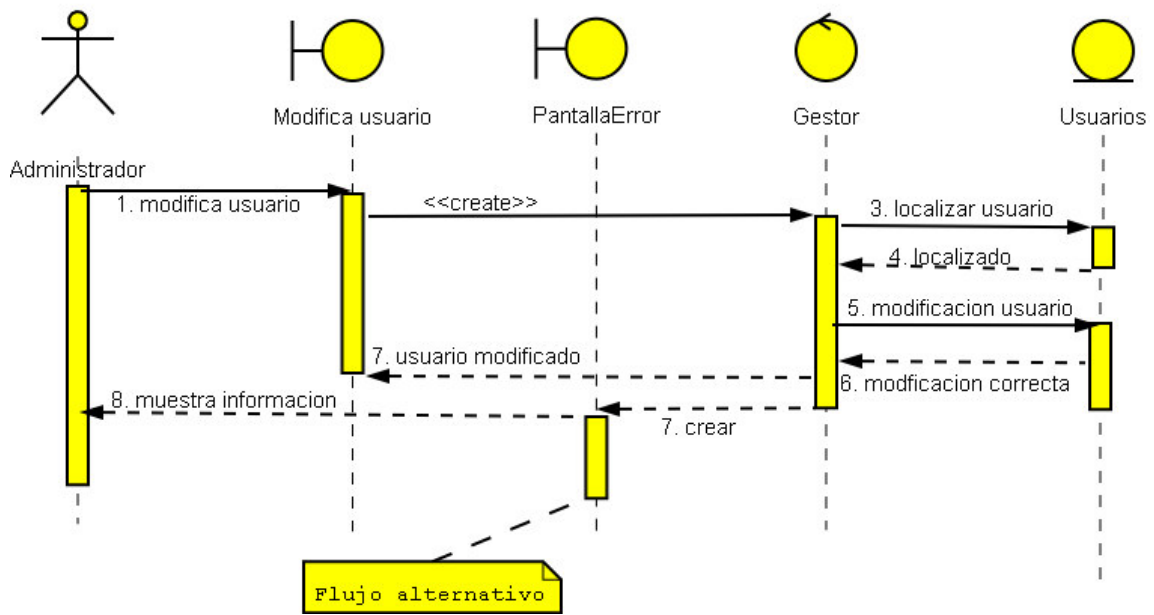 Modifica usuario
PantallaError
Gestor
Usuarios
Administrador
1. modifica usuario
<<create>>
3. localizar usuario
4. localizado
5. modificacion usuario
7. usuario modificado
6. modficacion correcta
8. muestra informacion
7. crear
Flujo alternativo